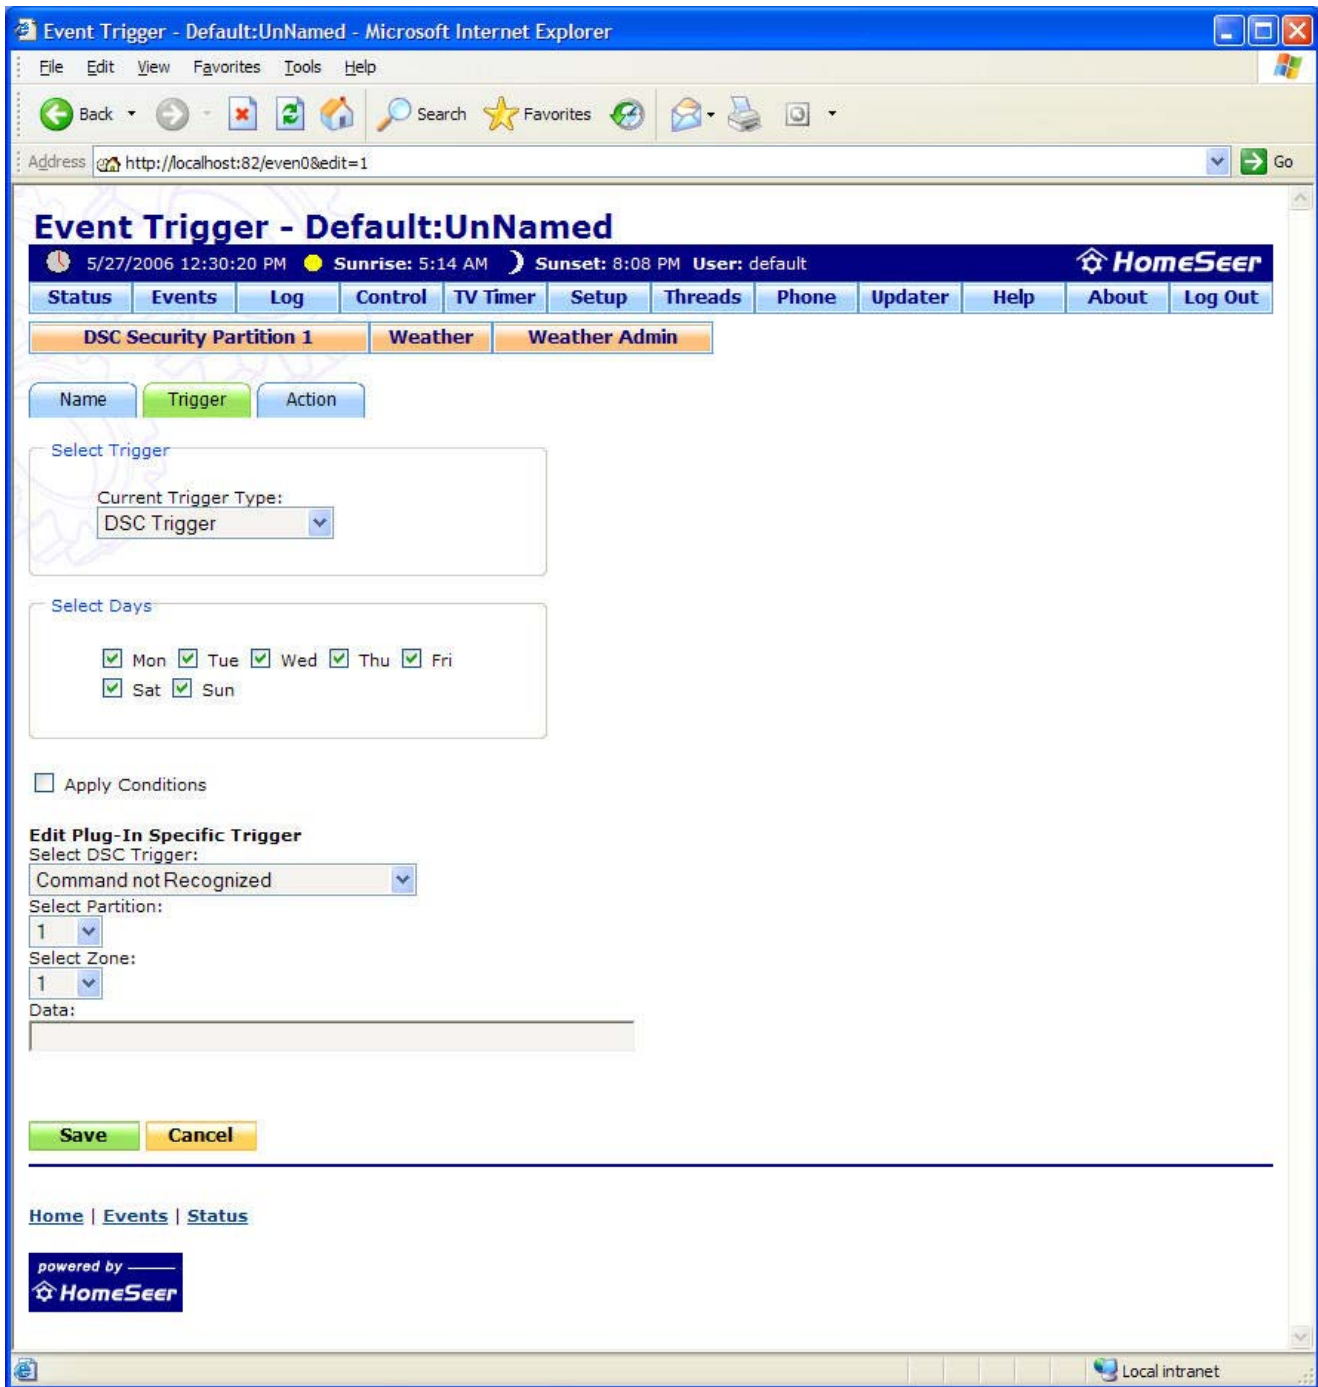 Event Trigger - Default:UnNamed - Microsoft Internet Explorer
File Edit View Favorites Tools Help
Back Search Favorites
Address http://localhost:82/even0&edit=1 Go
Event Trigger - Default:UnNamed
5/27/2006 12:30:20 PM Sunrise: 5:14 AM Sunset: 8:08 PM User: default HomeSeer
Status Events Log Control TV Timer Setup Threads Phone Updater Help About Log Out
DSC Security Partition 1 Weather Weather Admin
Name Trigger Action
Select Trigger
Current Trigger Type:
DSC Trigger
Select Days
Mon Tue Wed Thu Fri
Sat Sun
Apply Conditions
Edit Plug-In Specific Trigger
Select DSC Trigger:
Command not Recognized
Select Partition:
1
Select Zone:
1
Data:
Save Cancel
Home | Events | Status
powered by
HomeSeer
Local intranet